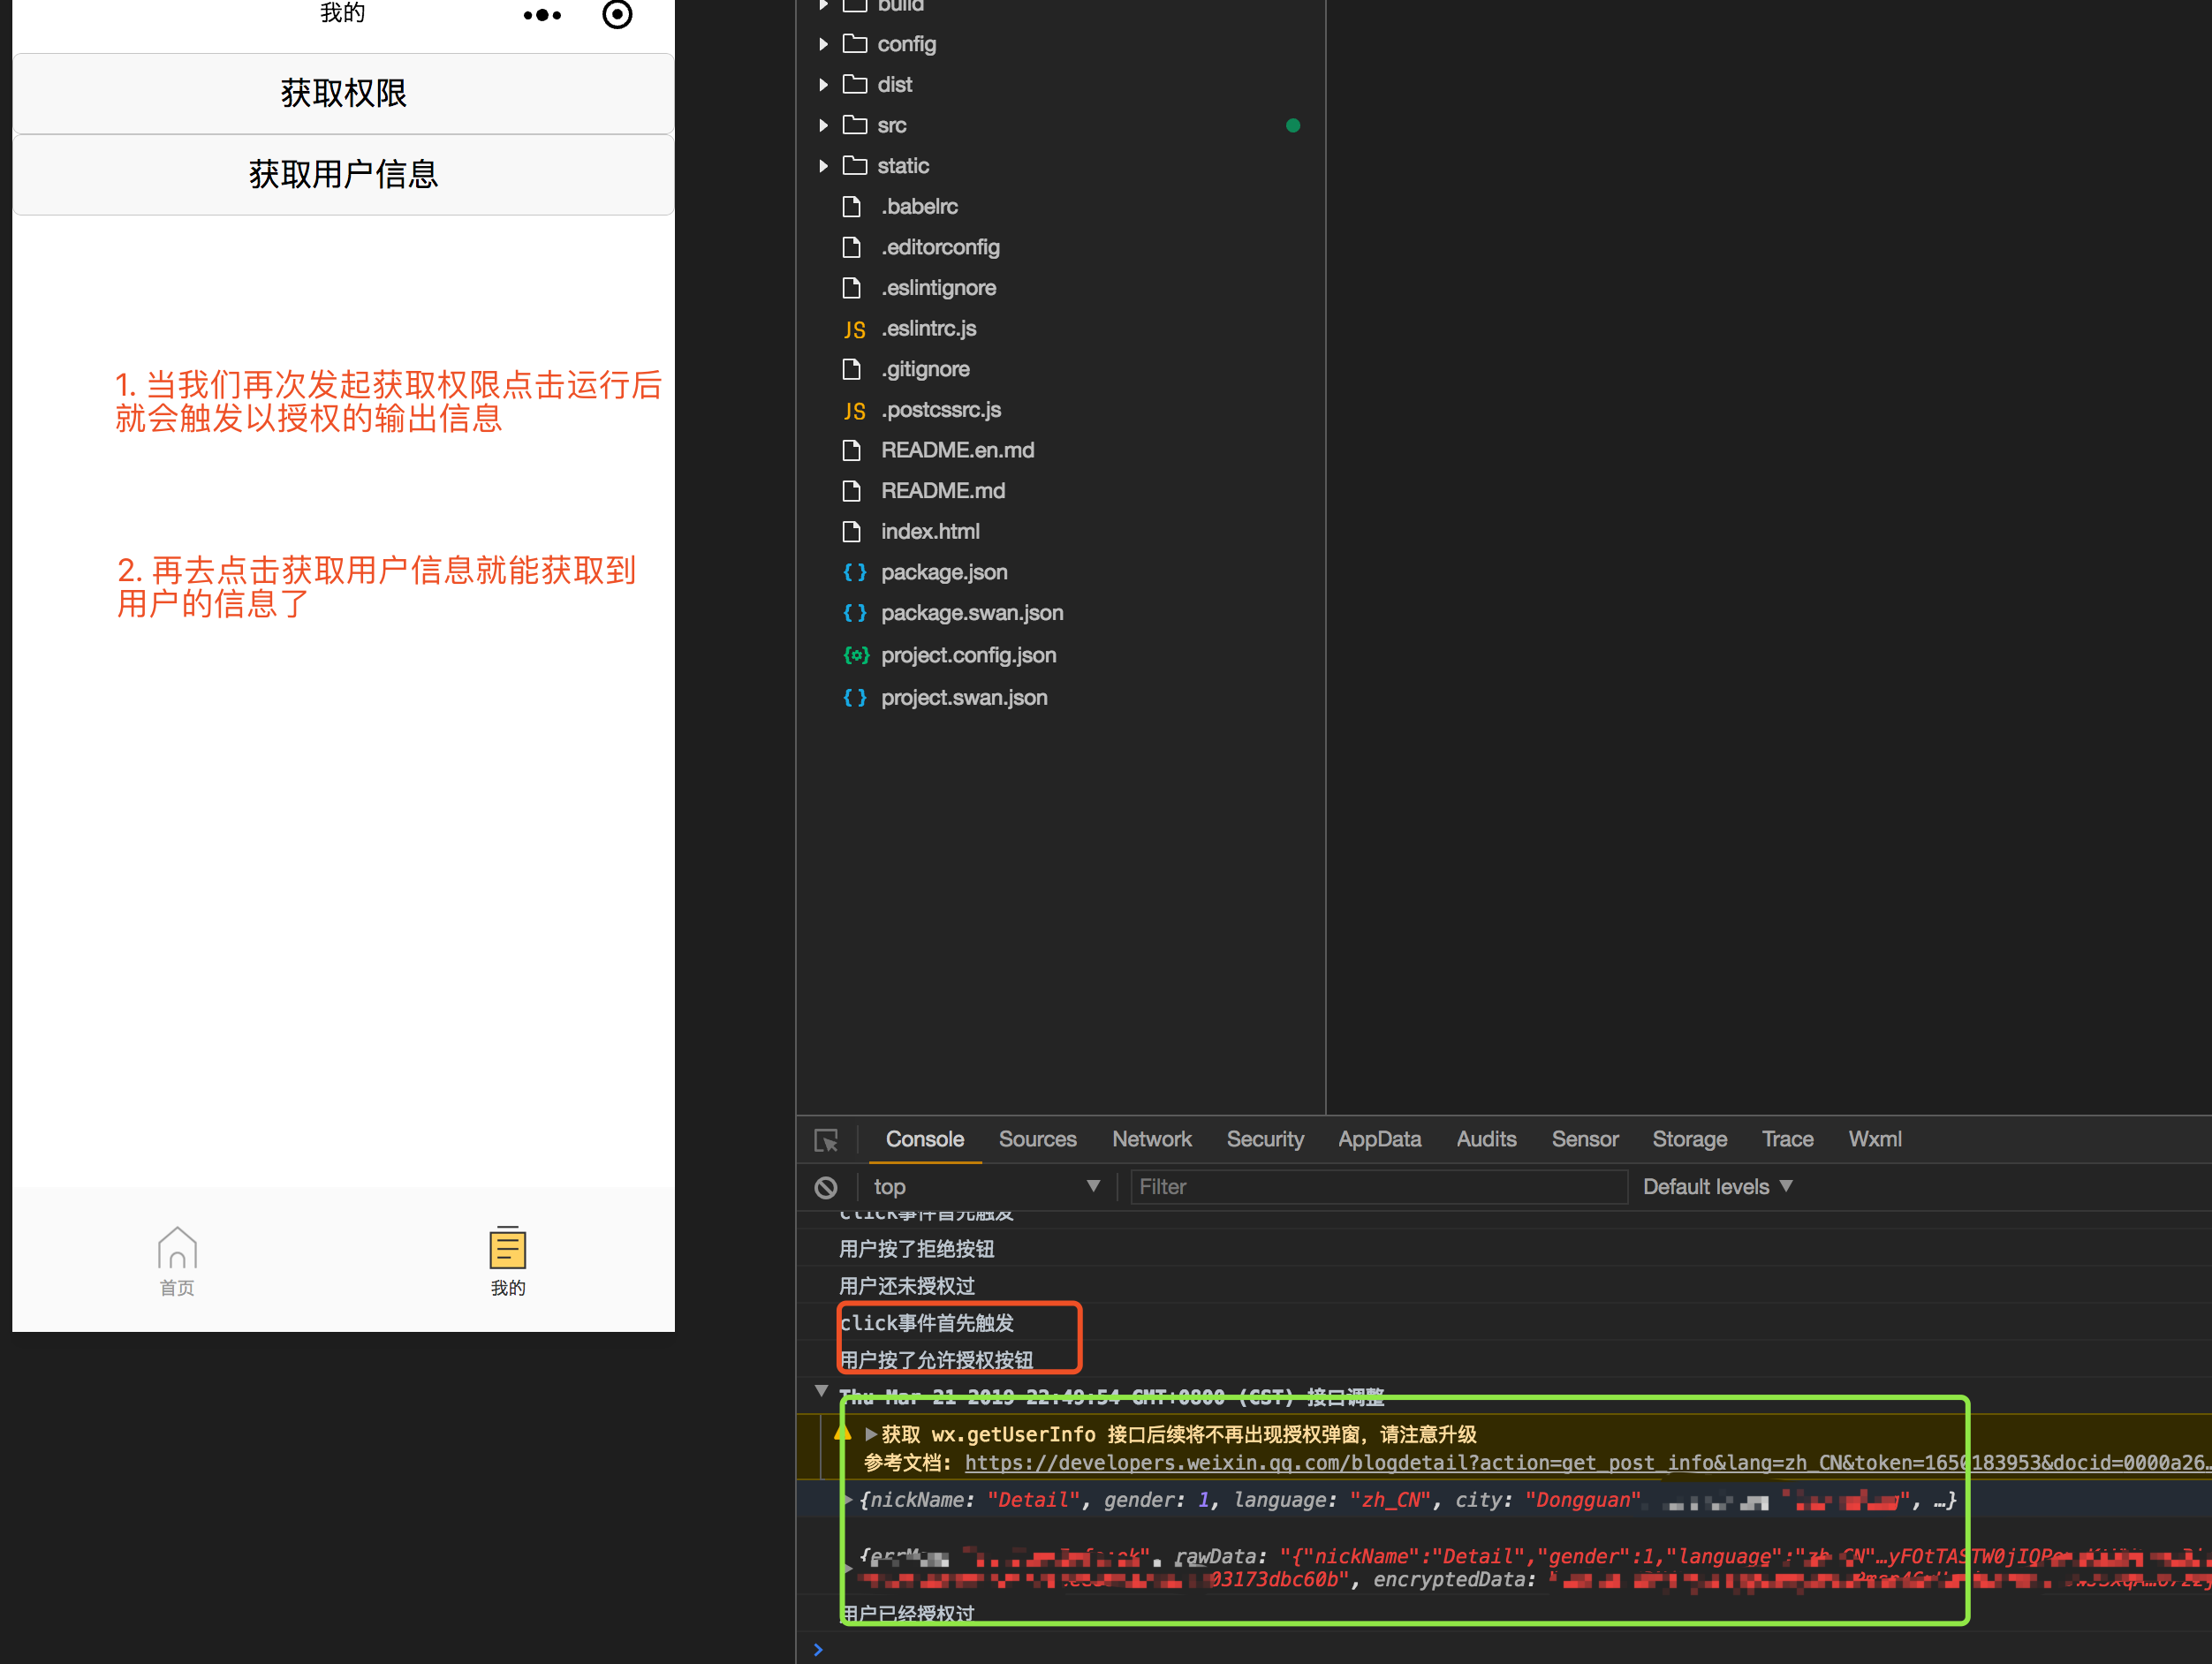 我的
获取权限
获取用户信息
1. 当我们再次发起获取权限点击运行后
就会触发以授权的输出信息
2. 再去点击获取用户信息就能获取到
用户的信息了
首页
我的
build
config
dist
src
static
.babelrc
.editorconfig
.eslintignore
JS .eslintrc.js
.gitignore
JS .postcssrc.js
README.en.md
README.md
index.html
{ } package.json
{ } package.swan.json
project.config.json
{ } project.swan.json
Console Sources Network Security AppData Audits Sensor Storage Trace Wxml
top Filter Default levels
click事件首先触发
用户按了拒绝按钮
用户还未授权过
click事件首先触发
用户按了允许授权按钮
Thu Mar 21 2019 22:49:54 GMT+0800 (CST) 接口调整
获取 wx.getUserInfo 接口后续将不再出现授权弹窗，请注意升级
参考文档: https://developers.weixin.qq.com/blogdetail?action=get_post_info&lang=zh_CN&token=1650183953&docid=0000a26…
{nickName: "Detail", gender: 1, language: "zh_CN", city: "Dongguan" ", …}
rawData: "{"nickName":"Detail","gender":1,"language":"zh_CN"…yFOtTASTW0jIQP
03173dbc60b", encryptedData:
用户已经授权过